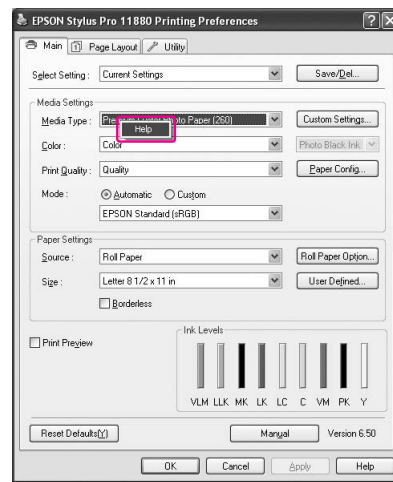 EPSON Stylus Pro 11880 Printing Preferences
Main Page Layout Utility
Select Setting : Current Settings Save/Del...
Media Settings
Media Type : Premium Luster Photo Paper (260) Custom Settings...
Help
Color : Color Photo Black Ink
Print Quality : Quality Paper Config...
Mode : Automatic Custom
EPSON Standard (sRGB)
Paper Settings
Source : Roll Paper Roll Paper Option...
Size : Letter 8 1/2 x 11 in User Defined...
Borderless
Ink Levels
Print Preview
VLM LLK MK LK LC C VM PK Y
Reset Defaults(Y) Manual Version 6.50
OK Cancel Apply Help